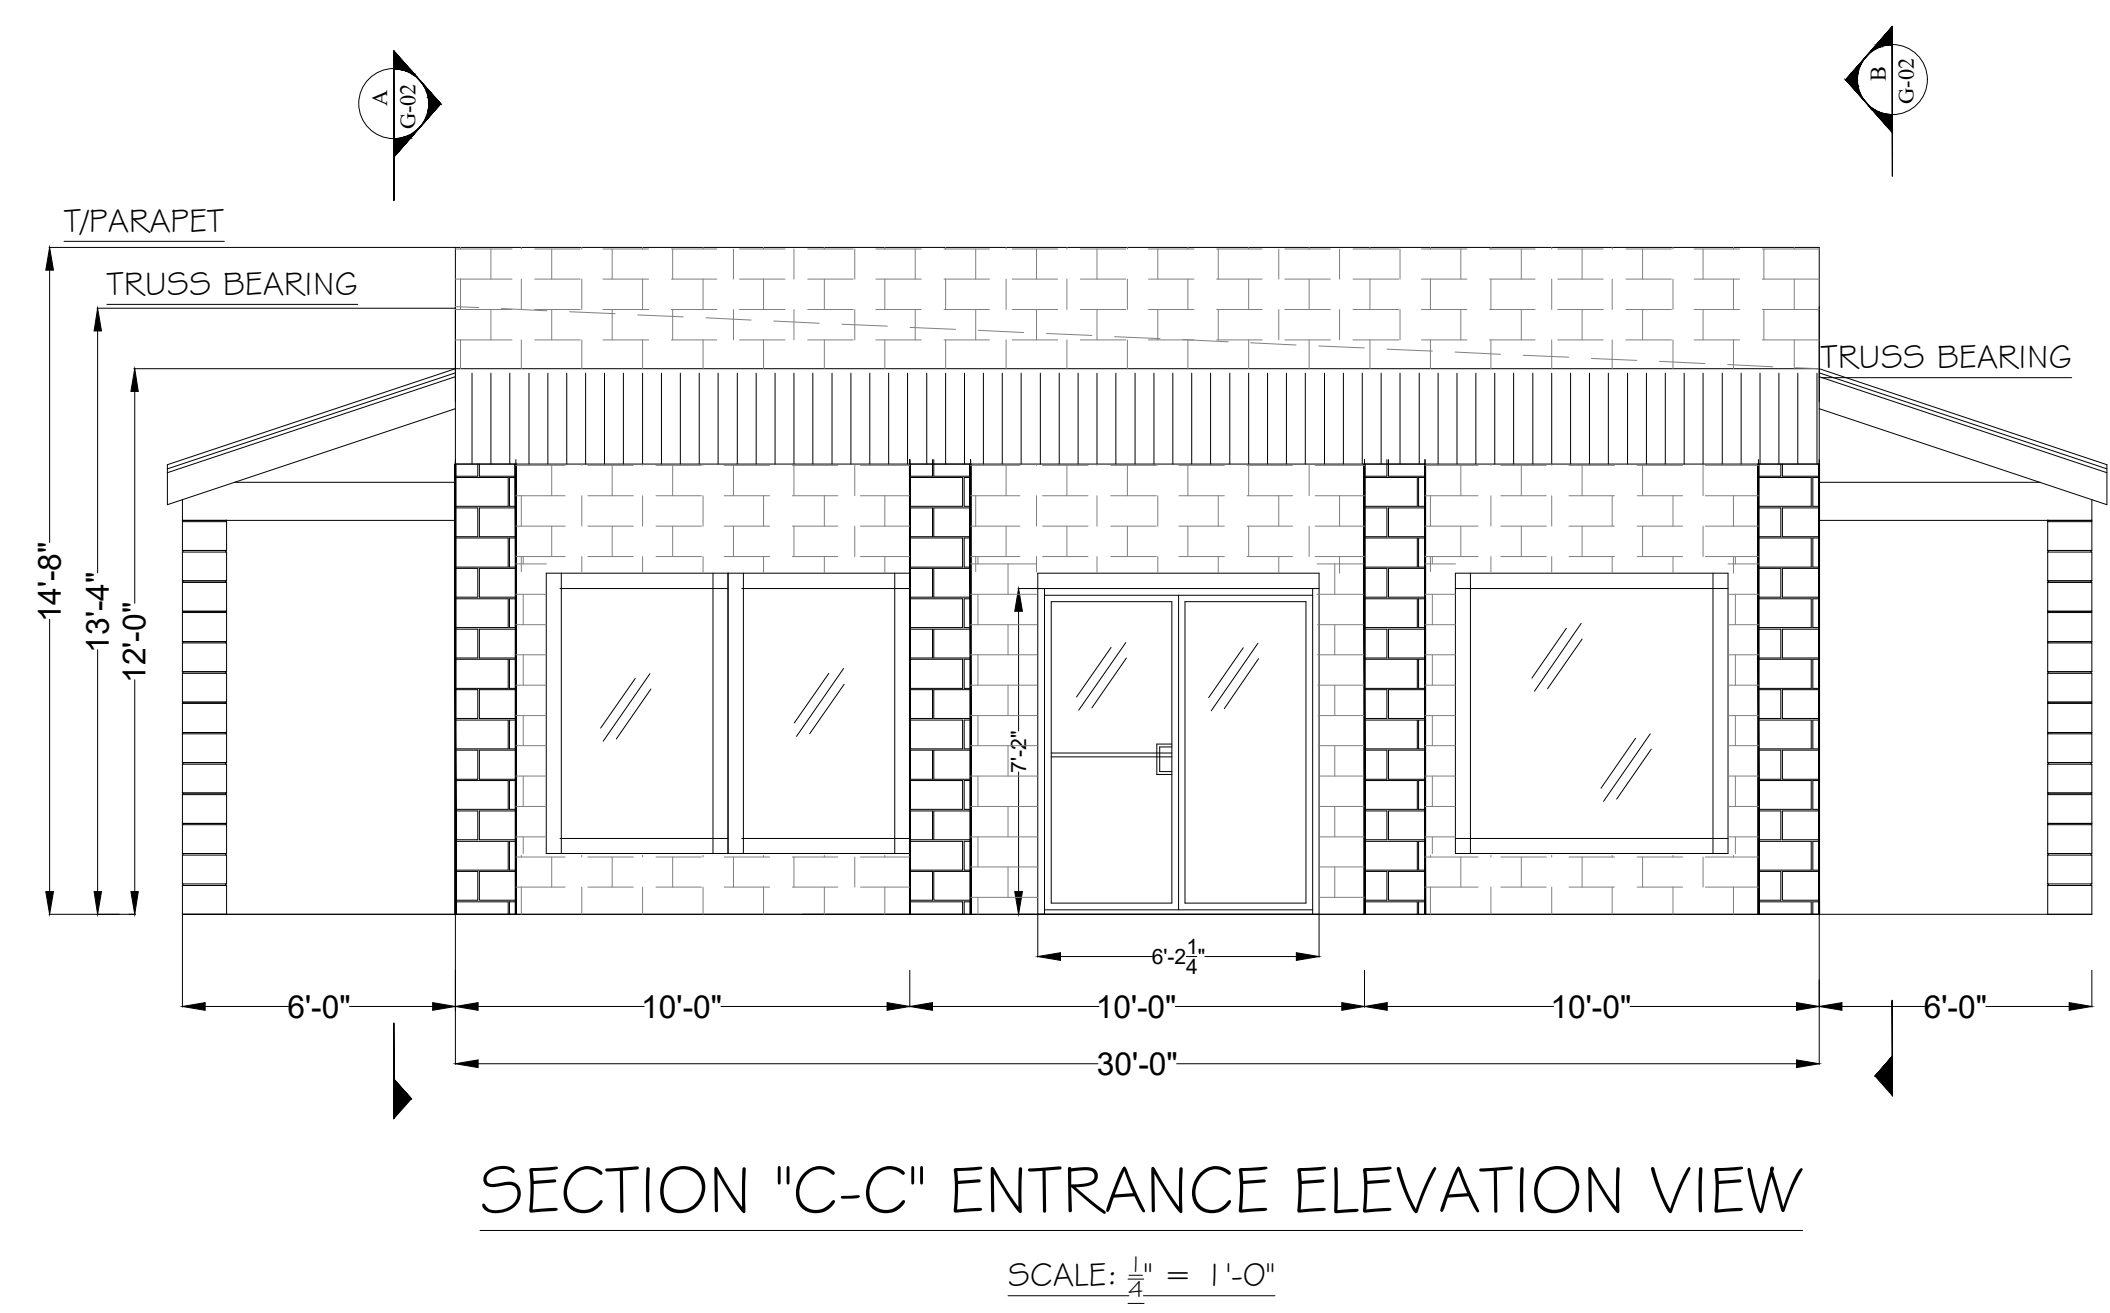 A
G-02
B
G-02
T/PARAPET
TRUSS BEARING
TRUSS BEARING
14'-8"
13'-4"
12'-0"
7'-2"
6'-2 1/4"
6'-0"
10'-0"
10'-0"
10'-0"
6'-0"
30'-0"
SECTION "C-C" ENTRANCE ELEVATION VIEW
SCALE: 1/4" = 1'-0"